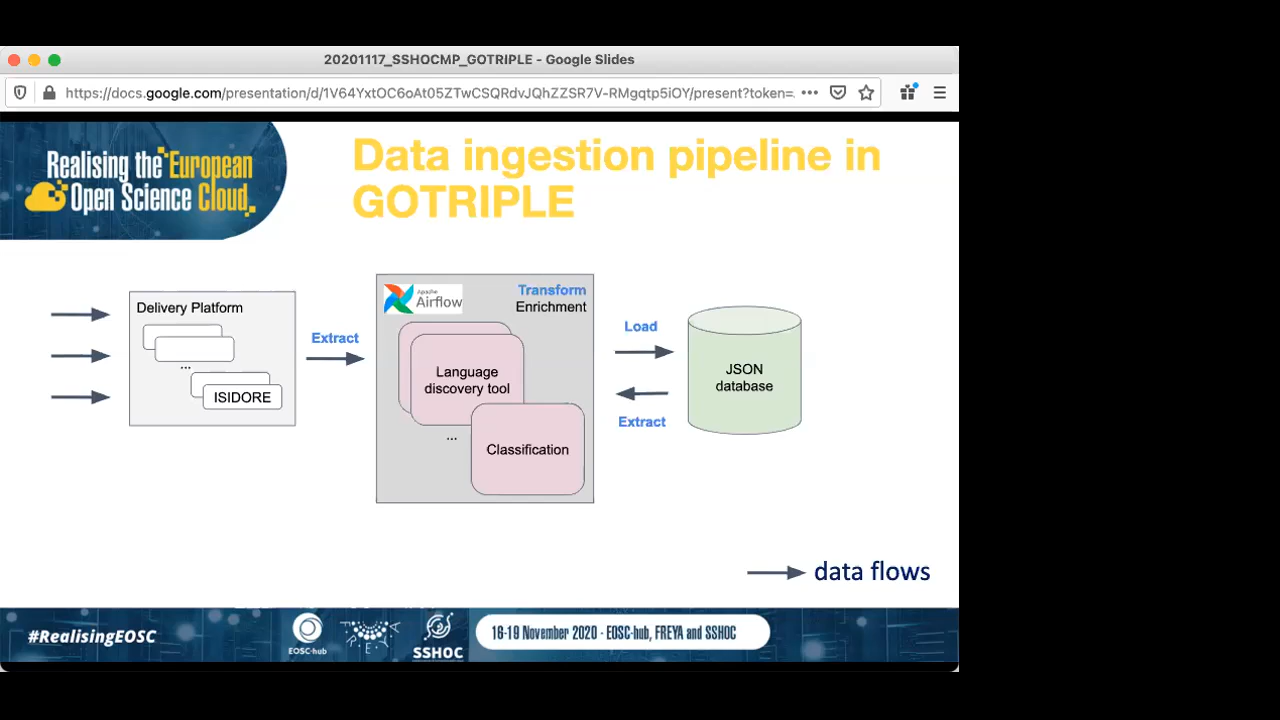 20201117_SSHOCMP_GOTRIPLE - Google Slides
https://docs.google.com/presentation/d/1V64YxtOC6oAt05ZTwCSQRdvJQhZZSR7V-RMgqtp5iOY/present?token=
Realising the European
Open Science Cloud
Data ingestion pipeline in
GOTRIPLE
Delivery Platform
...
ISIDORE
Extract
Apache
Airflow
Transform
Enrichment
Language
discovery tool
...
Classification
Load
Extract
JSON
database
data flows
#RealisingEOSC
EOSC-hub
SSHOC
16-19 November 2020 - EOSC-hub, FREYA and SSHOC